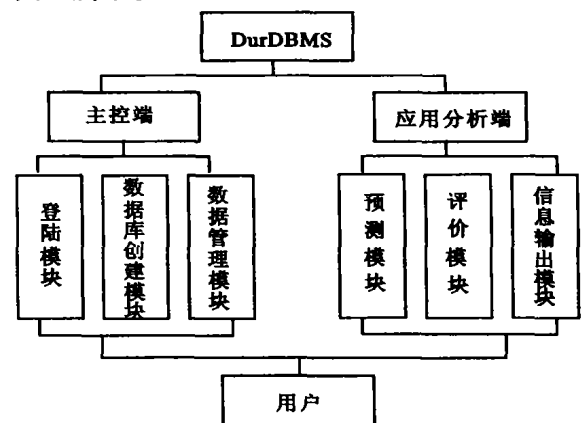 DurDBMS
主控端
应用分析端
登陆模块
数据库创建模块
数据管理模块
预测模块
评价模块
信息输出模块
用户